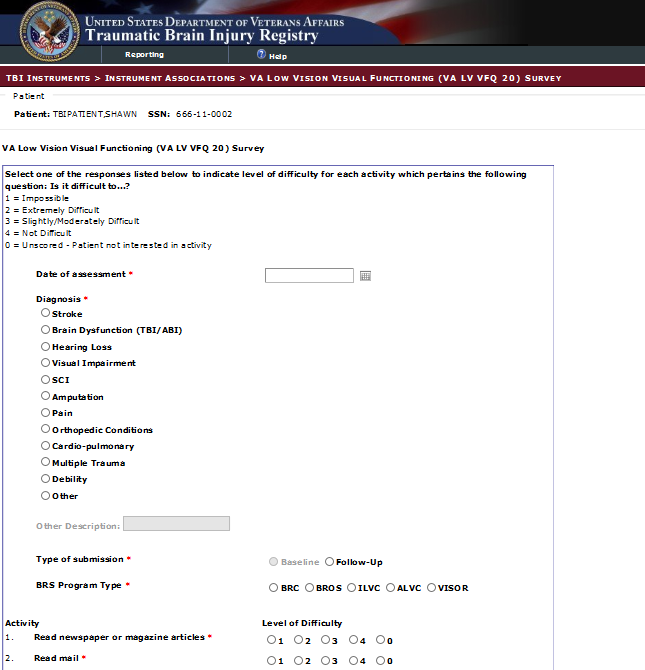 UNITED STATES DEPARTMENT OF VETERANS AFFAIRS
Traumatic Brain Injury Registry
Reporting ? Help
TBI INSTRUMENTS > INSTRUMENT ASSOCIATIONS > VA LOW VISION VISUAL FUNCTIONING (VA LV VFQ 20) SURVEY
Patient
Patient: TBIPATIENT,SHAWN SSN: 666-11-0002
VA Low Vision Visual Functioning (VA LV VFQ 20) Survey
Select one of the responses listed below to indicate level of difficulty for each activity which pertains the following
question: Is it difficult to...?
1 = Impossible
2 = Extremely Difficult
3 = Slightly/Moderately Difficult
4 = Not Difficult
0 = Unscored - Patient not interested in activity
Date of assessment *
Diagnosis *
Stroke
Brain Dysfunction (TBI/ABI)
Hearing Loss
Visual Impairment
SCI
Amputation
Pain
Orthopedic Conditions
Cardio-pulmonary
Multiple Trauma
Debility
Other
Other Description:
Type of submission * Baseline Follow-Up
BRS Program Type * BRC BROS ILVC ALVC VISOR
Activity Level of Difficulty
1. Read newspaper or magazine articles * 1 2 3 4 0
2. Read mail * 1 2 3 4 0